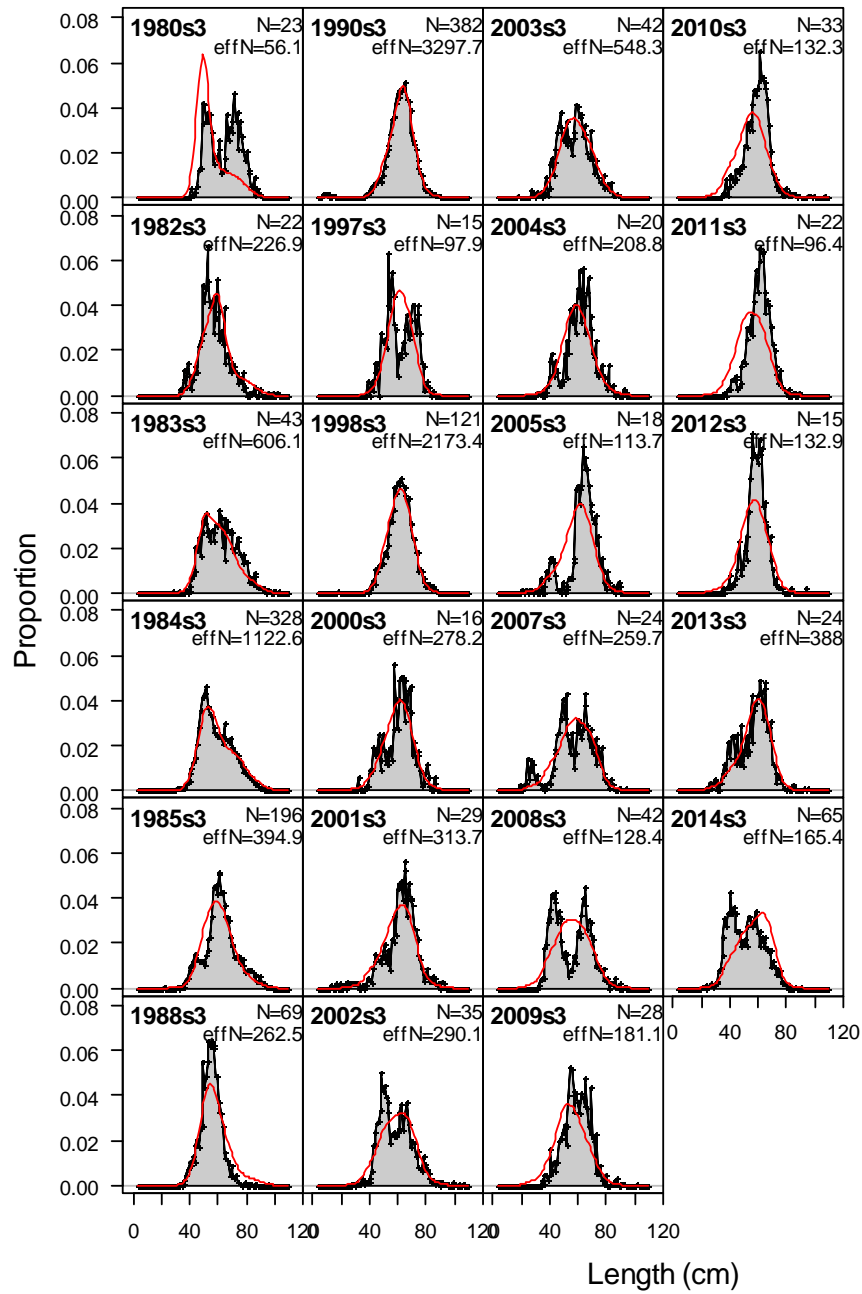 1980s3 N=23 effN=56.1
1990s3 N=382 effN=3297.7
2003s3 N=42 effN=548.3
2010s3 N=33 effN=132.3
0.08
0.06
0.04
0.02
0.00
1982s3 N=22 effN=226.9
1997s3 N=15 effN=97.9
2004s3 N=20 effN=208.8
2011s3 N=22 effN=96.4
0.08
0.06
0.04
0.02
0.00
1983s3 N=43 effN=606.1
1998s3 N=121 effN=2173.4
2005s3 N=18 effN=113.7
2012s3 N=15 effN=132.9
0.08
0.06
0.04
0.02
0.00
Proportion
1984s3 N=328 effN=1122.6
2000s3 N=16 effN=278.2
2007s3 N=24 effN=259.7
2013s3 N=24 effN=388
0.08
0.06
0.04
0.02
0.00
1985s3 N=196 effN=394.9
2001s3 N=29 effN=313.7
2008s3 N=42 effN=128.4
2014s3 N=65 effN=165.4
0.08
0.06
0.04
0.02
0.00
0 40 80 120
1988s3 N=69 effN=262.5
2002s3 N=35 effN=290.1
2009s3 N=28 effN=181.1
0.08
0.06
0.04
0.02
0.00
0 40 80 120
0 40 80 120
0 40 80 120
Length (cm)